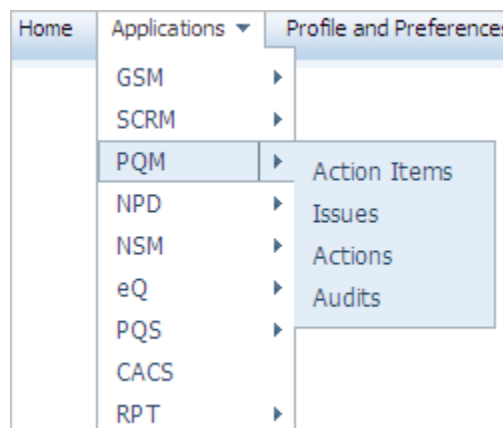 Home Applications Profile and Preferences
GSM
SCRM
PQM
Action Items
NPD
Issues
NSM
Actions
eQ
Audits
PQS
CACS
RPT